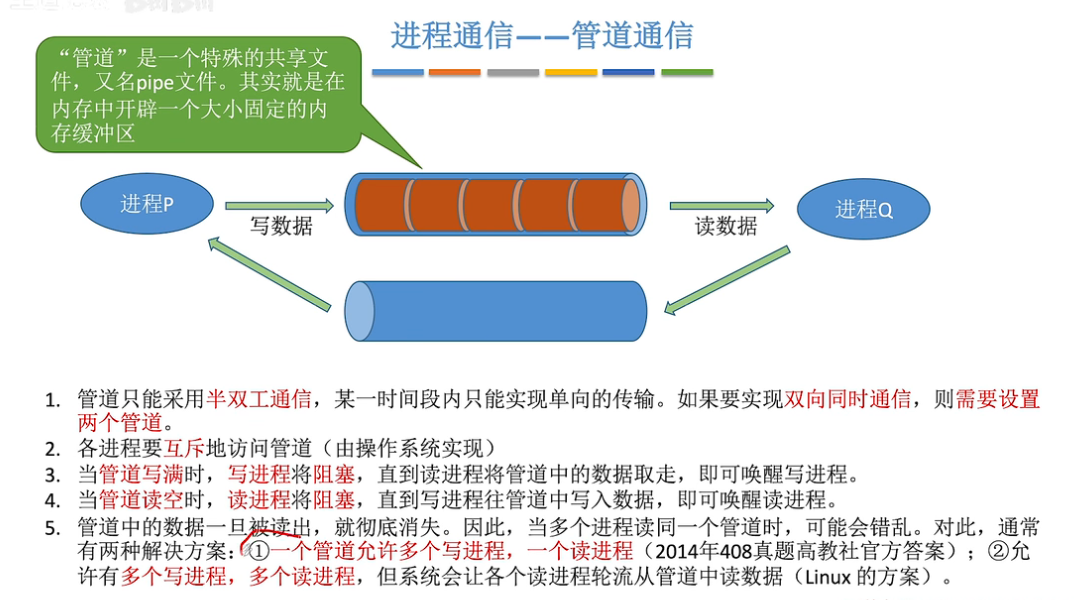 进程通信——管道通信
“管道”是一个特殊的共享文
件，又名pipe文件。其实就是在
内存中开辟一个大小固定的内
存缓冲区
进程P
写数据
读数据
进程Q
1. 管道只能采用半双工通信，某一时间段内只能实现单向的传输。如果要实现双向同时通信，则需要设置
两个管道。
2. 各进程要互斥地访问管道（由操作系统实现）
3. 当管道写满时，写进程将阻塞，直到读进程将管道中的数据取走，即可唤醒写进程。
4. 当管道读空时，读进程将阻塞，直到写进程往管道中写入数据，即可唤醒读进程。
5. 管道中的数据一旦被读出，就彻底消失。因此，当多个进程读同一个管道时，可能会错乱。对此，通常
有两种解决方案：①一个管道允许多个写进程，一个读进程（2014年408真题高教社官方答案）；②允
许有多个写进程，多个读进程，但系统会让各个读进程轮流从管道中读数据（Linux 的方案）。